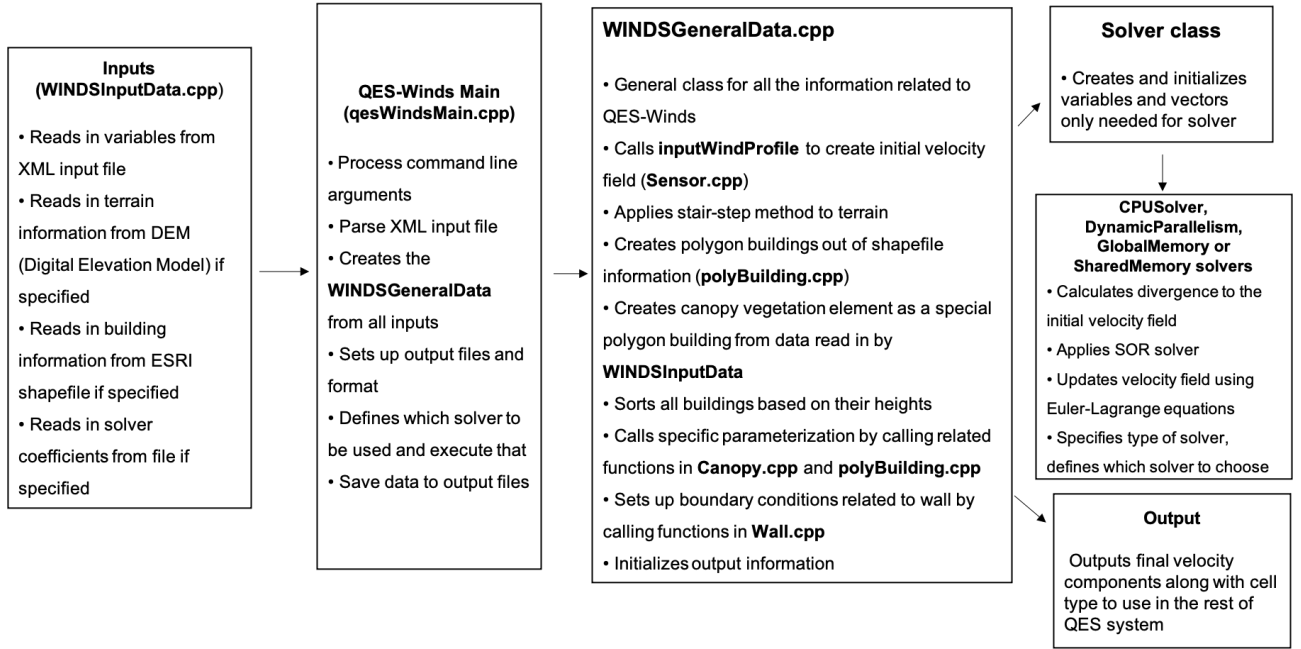 Inputs
(WINDSInputData.cpp)
• Reads in variables from
XML input file
• Reads in terrain
information from DEM
(Digital Elevation Model) if
specified
• Reads in building
information from ESRI
shapefile if specified
• Reads in solver
coefficients from file if
specified
QES-Winds Main
(qesWindsMain.cpp)
• Process command line
arguments
• Parse XML input file
• Creates the
WINDSGeneralData
from all inputs
• Sets up output files and
format
• Defines which solver to
be used and execute that
• Save data to output files
WINDSGeneralData.cpp
• General class for all the information related to
QES-Winds
• Calls inputWindProfile to create initial velocity
field (Sensor.cpp)
• Applies stair-step method to terrain
• Creates polygon buildings out of shapefile
information (polyBuilding.cpp)
• Creates canopy vegetation element as a special
polygon building from data read in by
WINDSInputData
• Sorts all buildings based on their heights
• Calls specific parameterization by calling related
functions in Canopy.cpp and polyBuilding.cpp
• Sets up boundary conditions related to wall by
calling functions in Wall.cpp
• Initializes output information
Solver class
• Creates and initializes
variables and vectors
only needed for solver
CPUSolver,
DynamicParallelism,
GlobalMemory or
SharedMemory solvers
• Calculates divergence to the
initial velocity field
• Applies SOR solver
• Updates velocity field using
Euler-Lagrange equations
• Specifies type of solver,
defines which solver to choose
Output
Outputs final velocity
components along with cell
type to use in the rest of
QES system